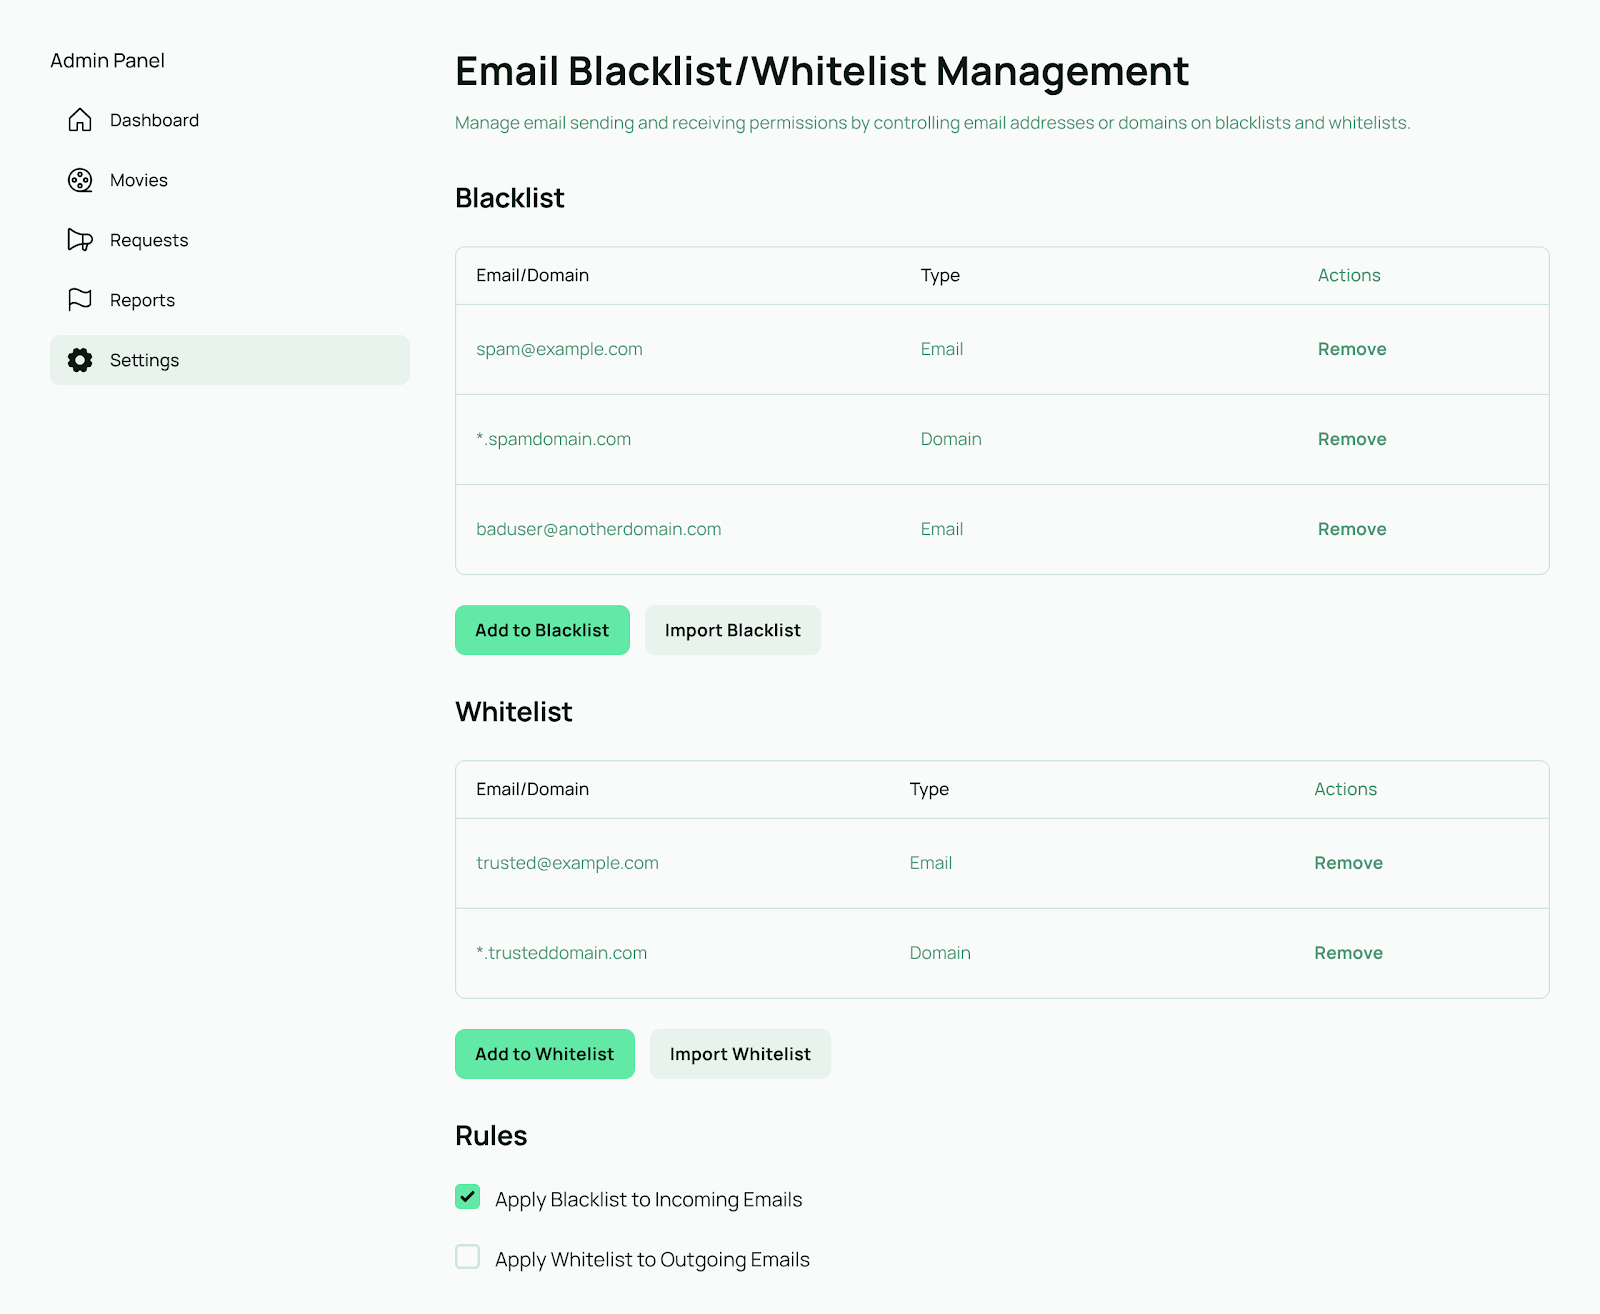 Admin Panel
Dashboard
Movies
Requests
Reports
Settings
Email Blacklist/Whitelist Management
Manage email sending and receiving permissions by controlling email addresses or domains on blacklists and whitelists.
Blacklist
Email/Domain Type Actions
spam@example.com Email Remove
*.spamdomain.com Domain Remove
baduser@anotherdomain.com Email Remove
Add to Blacklist Import Blacklist
Whitelist
Email/Domain Type Actions
trusted@example.com Email Remove
*.trusteddomain.com Domain Remove
Add to Whitelist Import Whitelist
Rules
Apply Blacklist to Incoming Emails
Apply Whitelist to Outgoing Emails